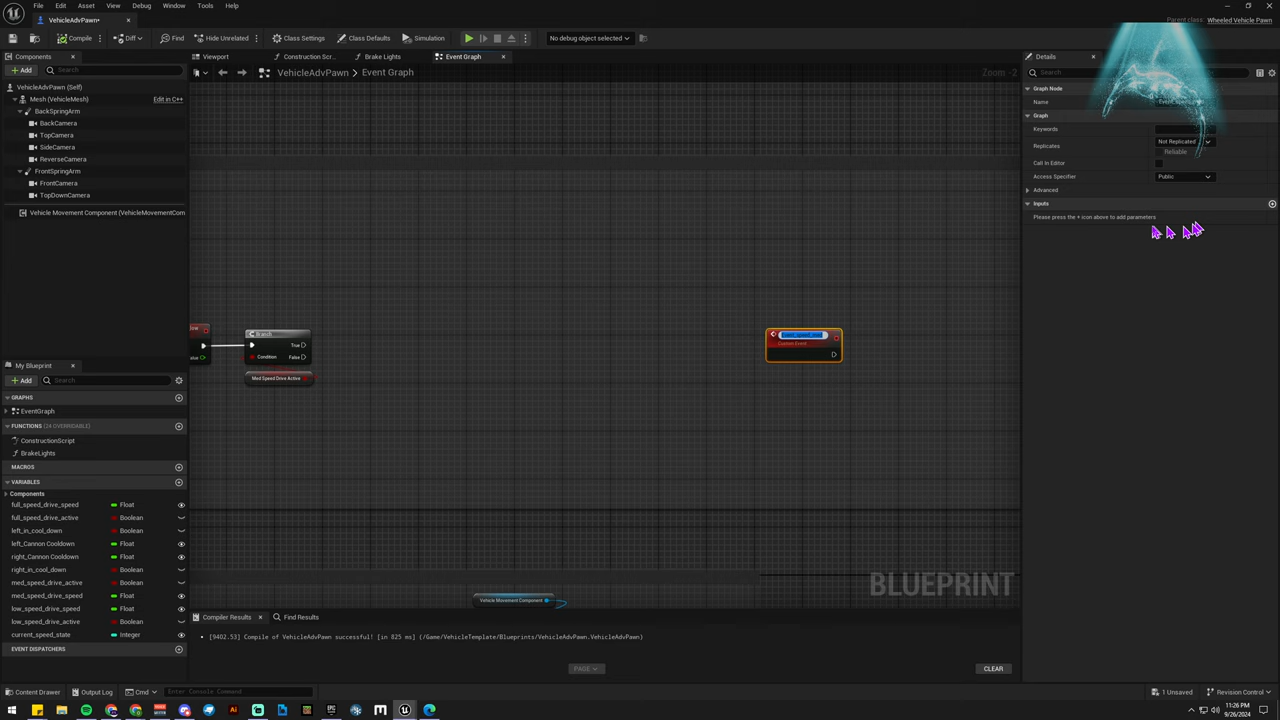 File Edit Asset View Debug Window Tools Help
VehicleAdvPawn*
Parent class: Wheeled Vehicle Pawn
Compile Diff Find Hide Unrelated Class Settings Class Defaults Simulation No debug object selected
Components
Add Search
VehicleAdvPawn (Self)
Mesh (VehicleMesh) Edit in C++
BackSpringArm
BackCamera
TopCamera
SideCamera
ReverseCamera
FrontSpringArm
FrontCamera
TopDownCamera
Vehicle Movement Component (VehicleMovementCom
My Blueprint
Add Search
GRAPHS
EventGraph
FUNCTIONS (24 OVERRIDABLE)
ConstructionScript
BrakeLights
MACROS
VARIABLES
Components
full_speed_drive_speed Float
full_speed_drive_active Boolean
left_in_cool_down Boolean
left_Cannon Cooldown Float
right_Cannon Cooldown Float
right_in_cool_down Boolean
med_speed_drive_active Boolean
med_speed_drive_speed Float
low_speed_drive_speed Float
low_speed_drive_active Boolean
current_speed_state Integer
EVENT DISPATCHERS
Viewport Construction Scr... Brake Lights Event Graph
VehicleAdvPawn > Event Graph Zoom -2
Branch
True
Condition False
Med Speed Drive Active
Custom Event
Vehicle Movement Component
BLUEPRINT
Compiler Results Find Results
[9402.53] Compile of VehicleAdvPawn successful! [in 825 ms] (/Game/VehicleTemplate/Blueprints/VehicleAdvPawn.VehicleAdvPawn)
PAGE CLEAR
Details
Search
Graph Node
Name
Graph
Keywords
Replicates Not Replicated
Reliable
Call In Editor
Access Specifier Public
Advanced
Inputs
Please press the + icon above to add parameters
Content Drawer Output Log Cmd Enter Console Command 1 Unsaved Revision Control
11:26 PM
9/26/2024